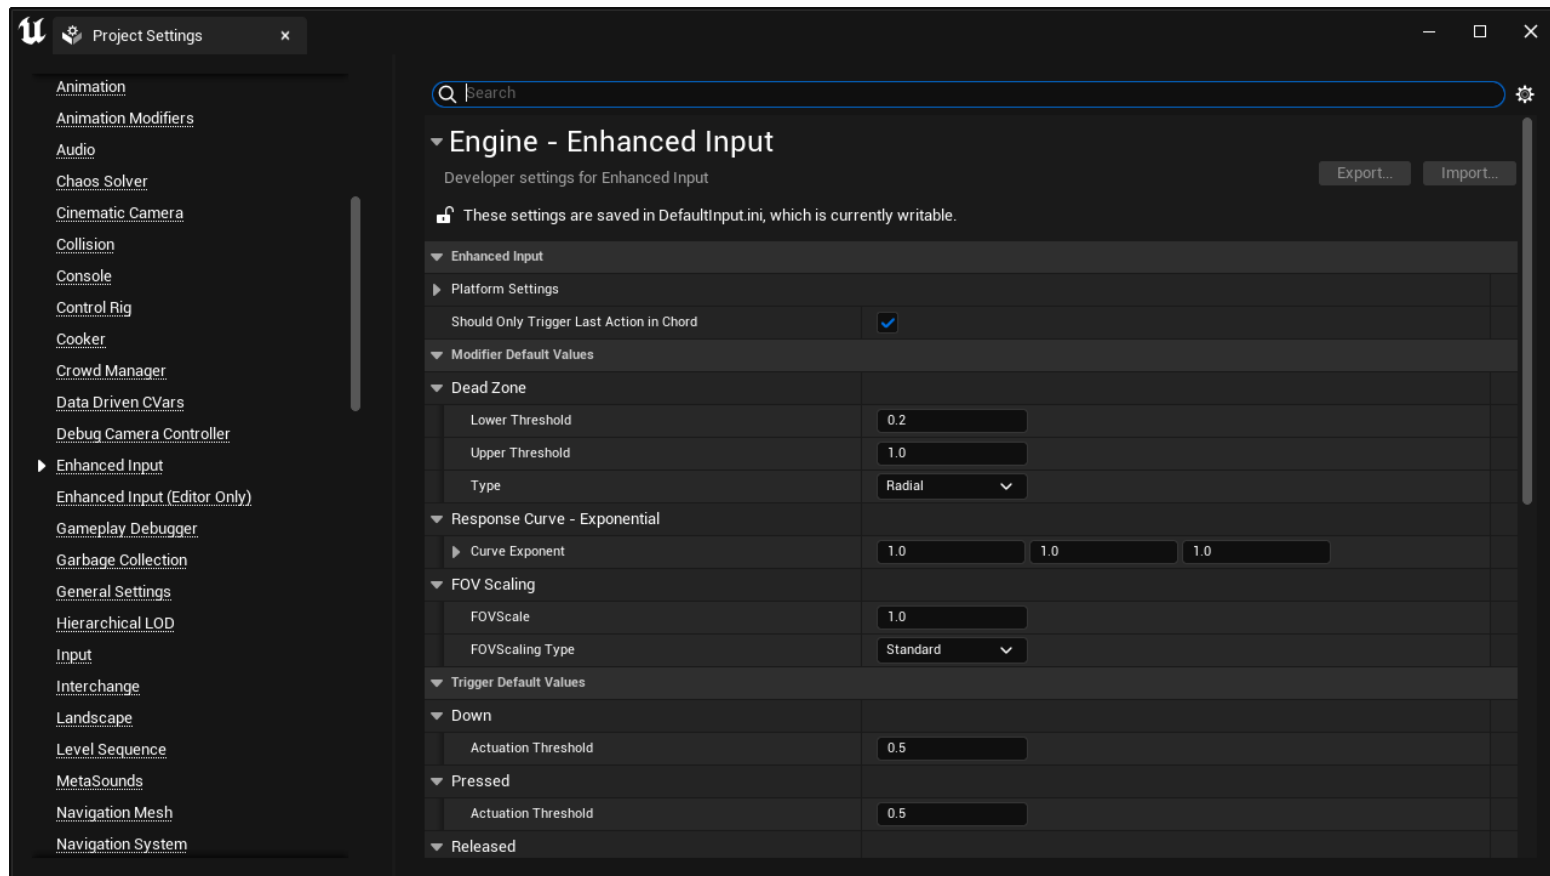 Project Settings
Animation
Animation Modifiers
Audio
Chaos Solver
Cinematic Camera
Collision
Console
Control Rig
Cooker
Crowd Manager
Data Driven CVars
Debug Camera Controller
Enhanced Input
Enhanced Input (Editor Only)
Gameplay Debugger
Garbage Collection
General Settings
Hierarchical LOD
Input
Interchange
Landscape
Level Sequence
MetaSounds
Navigation Mesh
Navigation System
Search
Engine - Enhanced Input
Developer settings for Enhanced Input
Export...
Import...
These settings are saved in DefaultInput.ini, which is currently writable.
Enhanced Input
Platform Settings
Should Only Trigger Last Action in Chord
Modifier Default Values
Dead Zone
Lower Threshold 0.2
Upper Threshold 1.0
Type Radial
Response Curve - Exponential
Curve Exponent 1.0 1.0 1.0
FOV Scaling
FOVScale 1.0
FOVScaling Type Standard
Trigger Default Values
Down
Actuation Threshold 0.5
Pressed
Actuation Threshold 0.5
Released